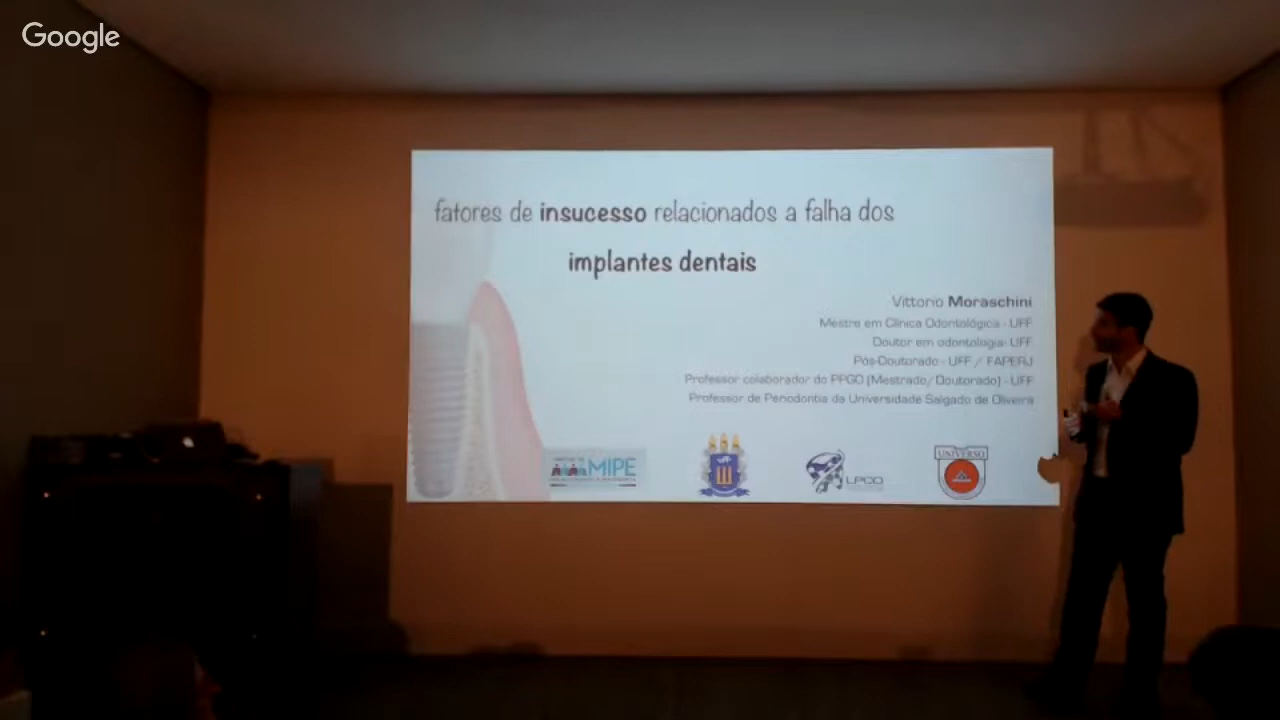 Google
fatores de insucesso relacionados a falha dos
implantes dentais
Vittorio Moraschini
Mestre em Clínica Odontológica - UFF
Doutor em odontologia- UFF
Pós-Doutorado - UFF / FAPERJ
Professor colaborador do PPGO (Mestrado/Doutorado) - UFF
Professor de Periodontia da Universidade Salgado de Oliveira
MIPE
LPCO
UNIVERSO